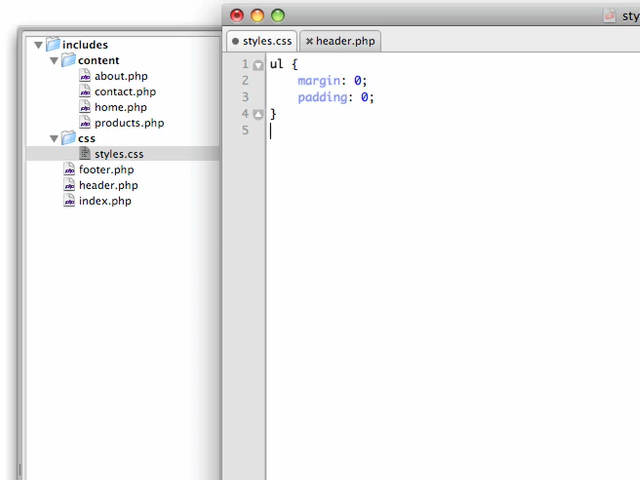 sty
styles.css
header.php
includes
content
about.php
contact.php
home.php
products.php
css
styles.css
footer.php
header.php
index.php
1 ul {
2 margin: 0;
3 padding: 0;
4 }
5